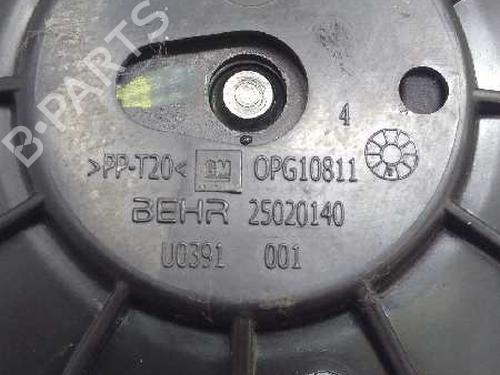 B-PARTS
4
>PP-T20< GM OPG10811
BEHR 25020140
U0391 001